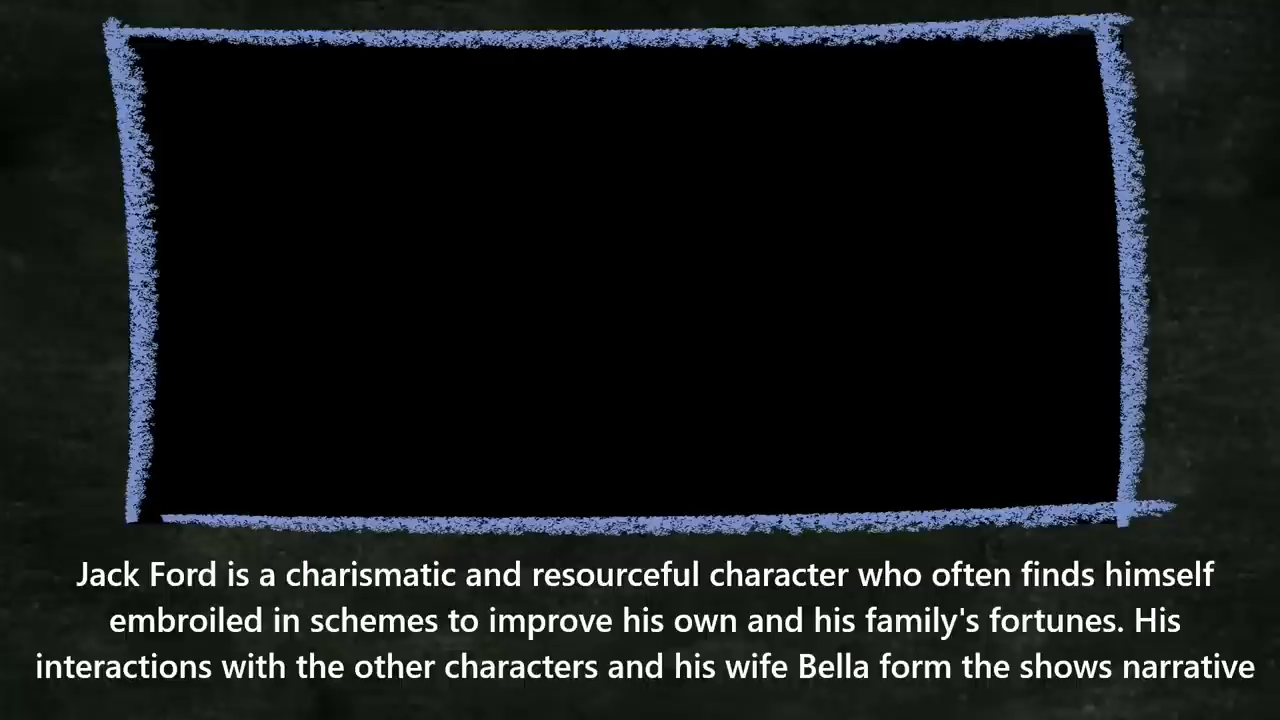 Jack Ford is a charismatic and resourceful character who often finds himself
embroiled in schemes to improve his own and his family's fortunes. His
interactions with the other characters and his wife Bella form the shows narrative